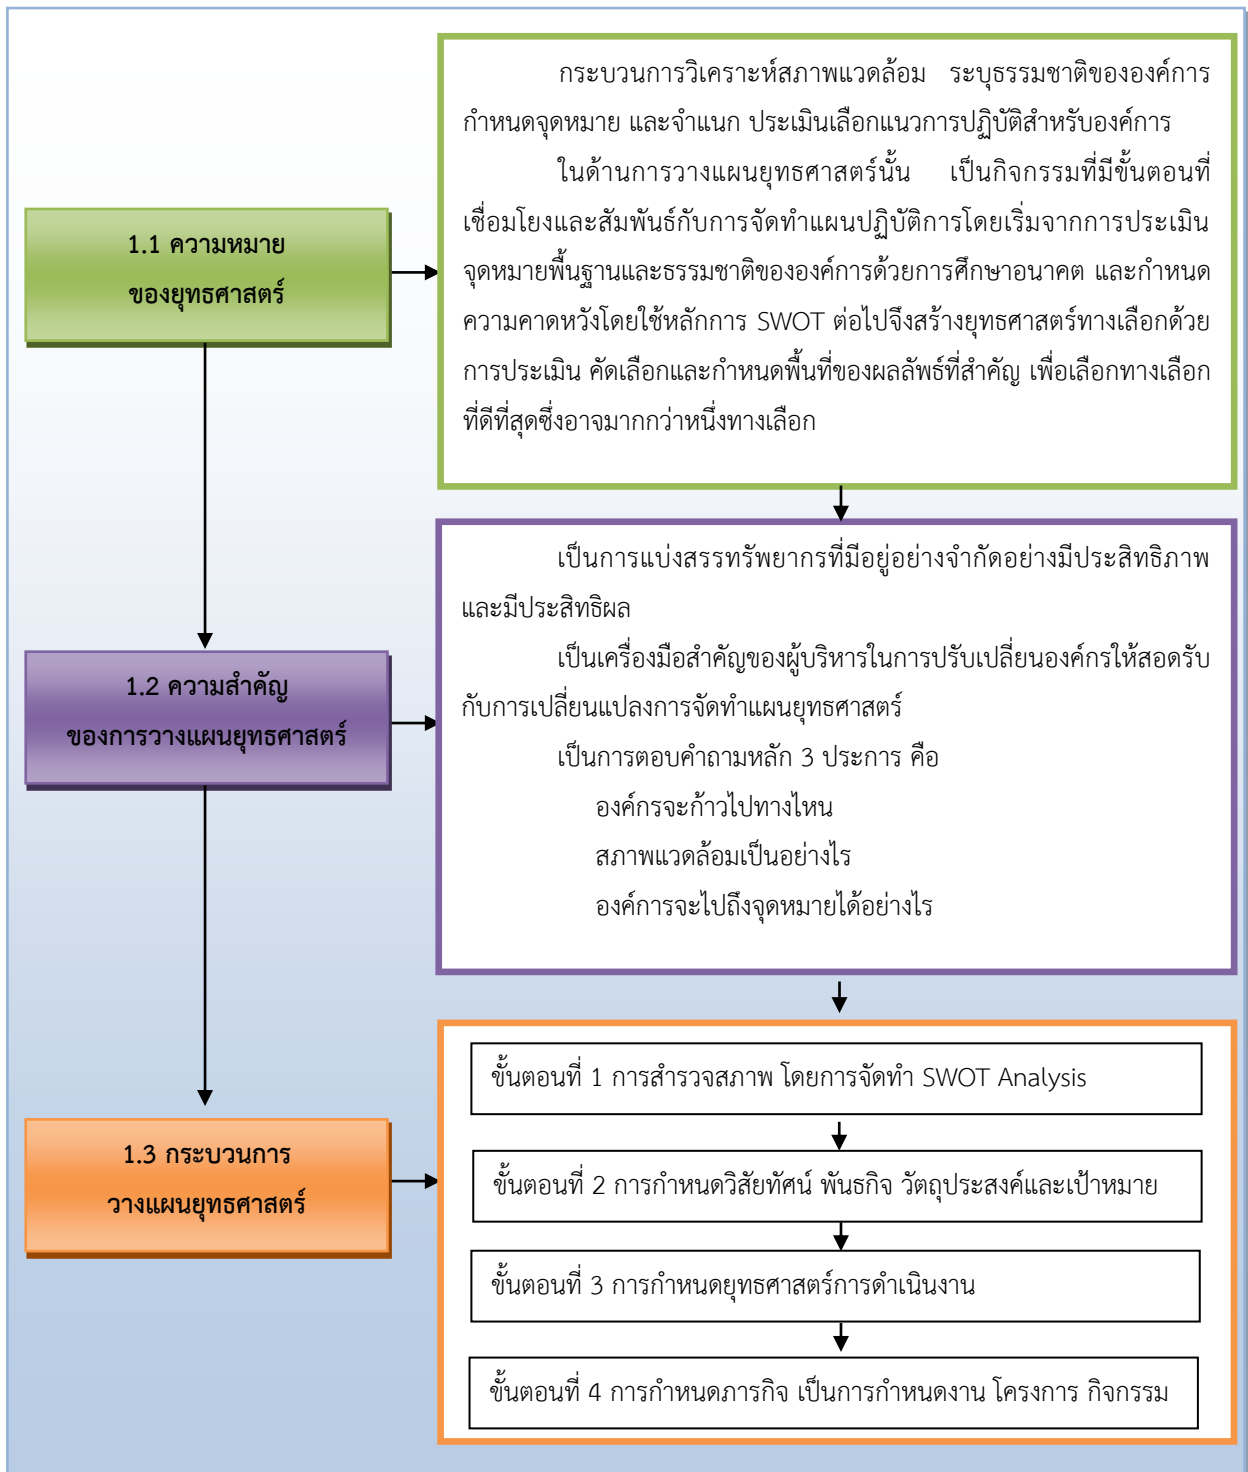 1.1 ความหมาย
ของยุทธศาสตร์
กระบวนการวิเคราะห์สภาพแวดล้อม ระบุธรรมชาติขององค์การ
กำหนดจุดหมาย และจำแนก ประเมินเลือกแนวการปฏิบัติสำหรับองค์การ
ในด้านการวางแผนยุทธศาสตร์นั้น เป็นกิจกรรมที่มีขั้นตอนที่
เชื่อมโยงและสัมพันธ์กับการจัดทำแผนปฏิบัติการโดยเริ่มจากการประเมิน
จุดหมายพื้นฐานและธรรมชาติขององค์การด้วยการศึกษาอนาคต และกำหนด
ความคาดหวังโดยใช้หลักการ SWOT ต่อไปจึงสร้างยุทธศาสตร์ทางเลือกด้วย
การประเมิน คัดเลือกและกำหนดพื้นที่ของผลลัพธ์ที่สำคัญ เพื่อเลือกทางเลือก
ที่ดีที่สุดซึ่งอาจมากกว่าหนึ่งทางเลือก
1.2 ความสำคัญ
ของการวางแผนยุทธศาสตร์
เป็นการแบ่งสรรทรัพยากรที่มีอยู่อย่างจำกัดอย่างมีประสิทธิภาพ
และมีประสิทธิผล
เป็นเครื่องมือสำคัญของผู้บริหารในการปรับเปลี่ยนองค์กรให้สอดรับ
กับการเปลี่ยนแปลงการจัดทำแผนยุทธศาสตร์
เป็นการตอบคำถามหลัก 3 ประการ คือ
องค์กรจะก้าวไปทางไหน
สภาพแวดล้อมเป็นอย่างไร
องค์การจะไปถึงจุดหมายได้อย่างไร
1.3 กระบวนการ
วางแผนยุทธศาสตร์
ขั้นตอนที่ 1 การสำรวจสภาพ โดยการจัดทำ SWOT Analysis
ขั้นตอนที่ 2 การกำหนดวิสัยทัศน์ พันธกิจ วัตถุประสงค์และเป้าหมาย
ขั้นตอนที่ 3 การกำหนดยุทธศาสตร์การดำเนินงาน
ขั้นตอนที่ 4 การกำหนดภารกิจ เป็นการกำหนดงาน โครงการ กิจกรรม